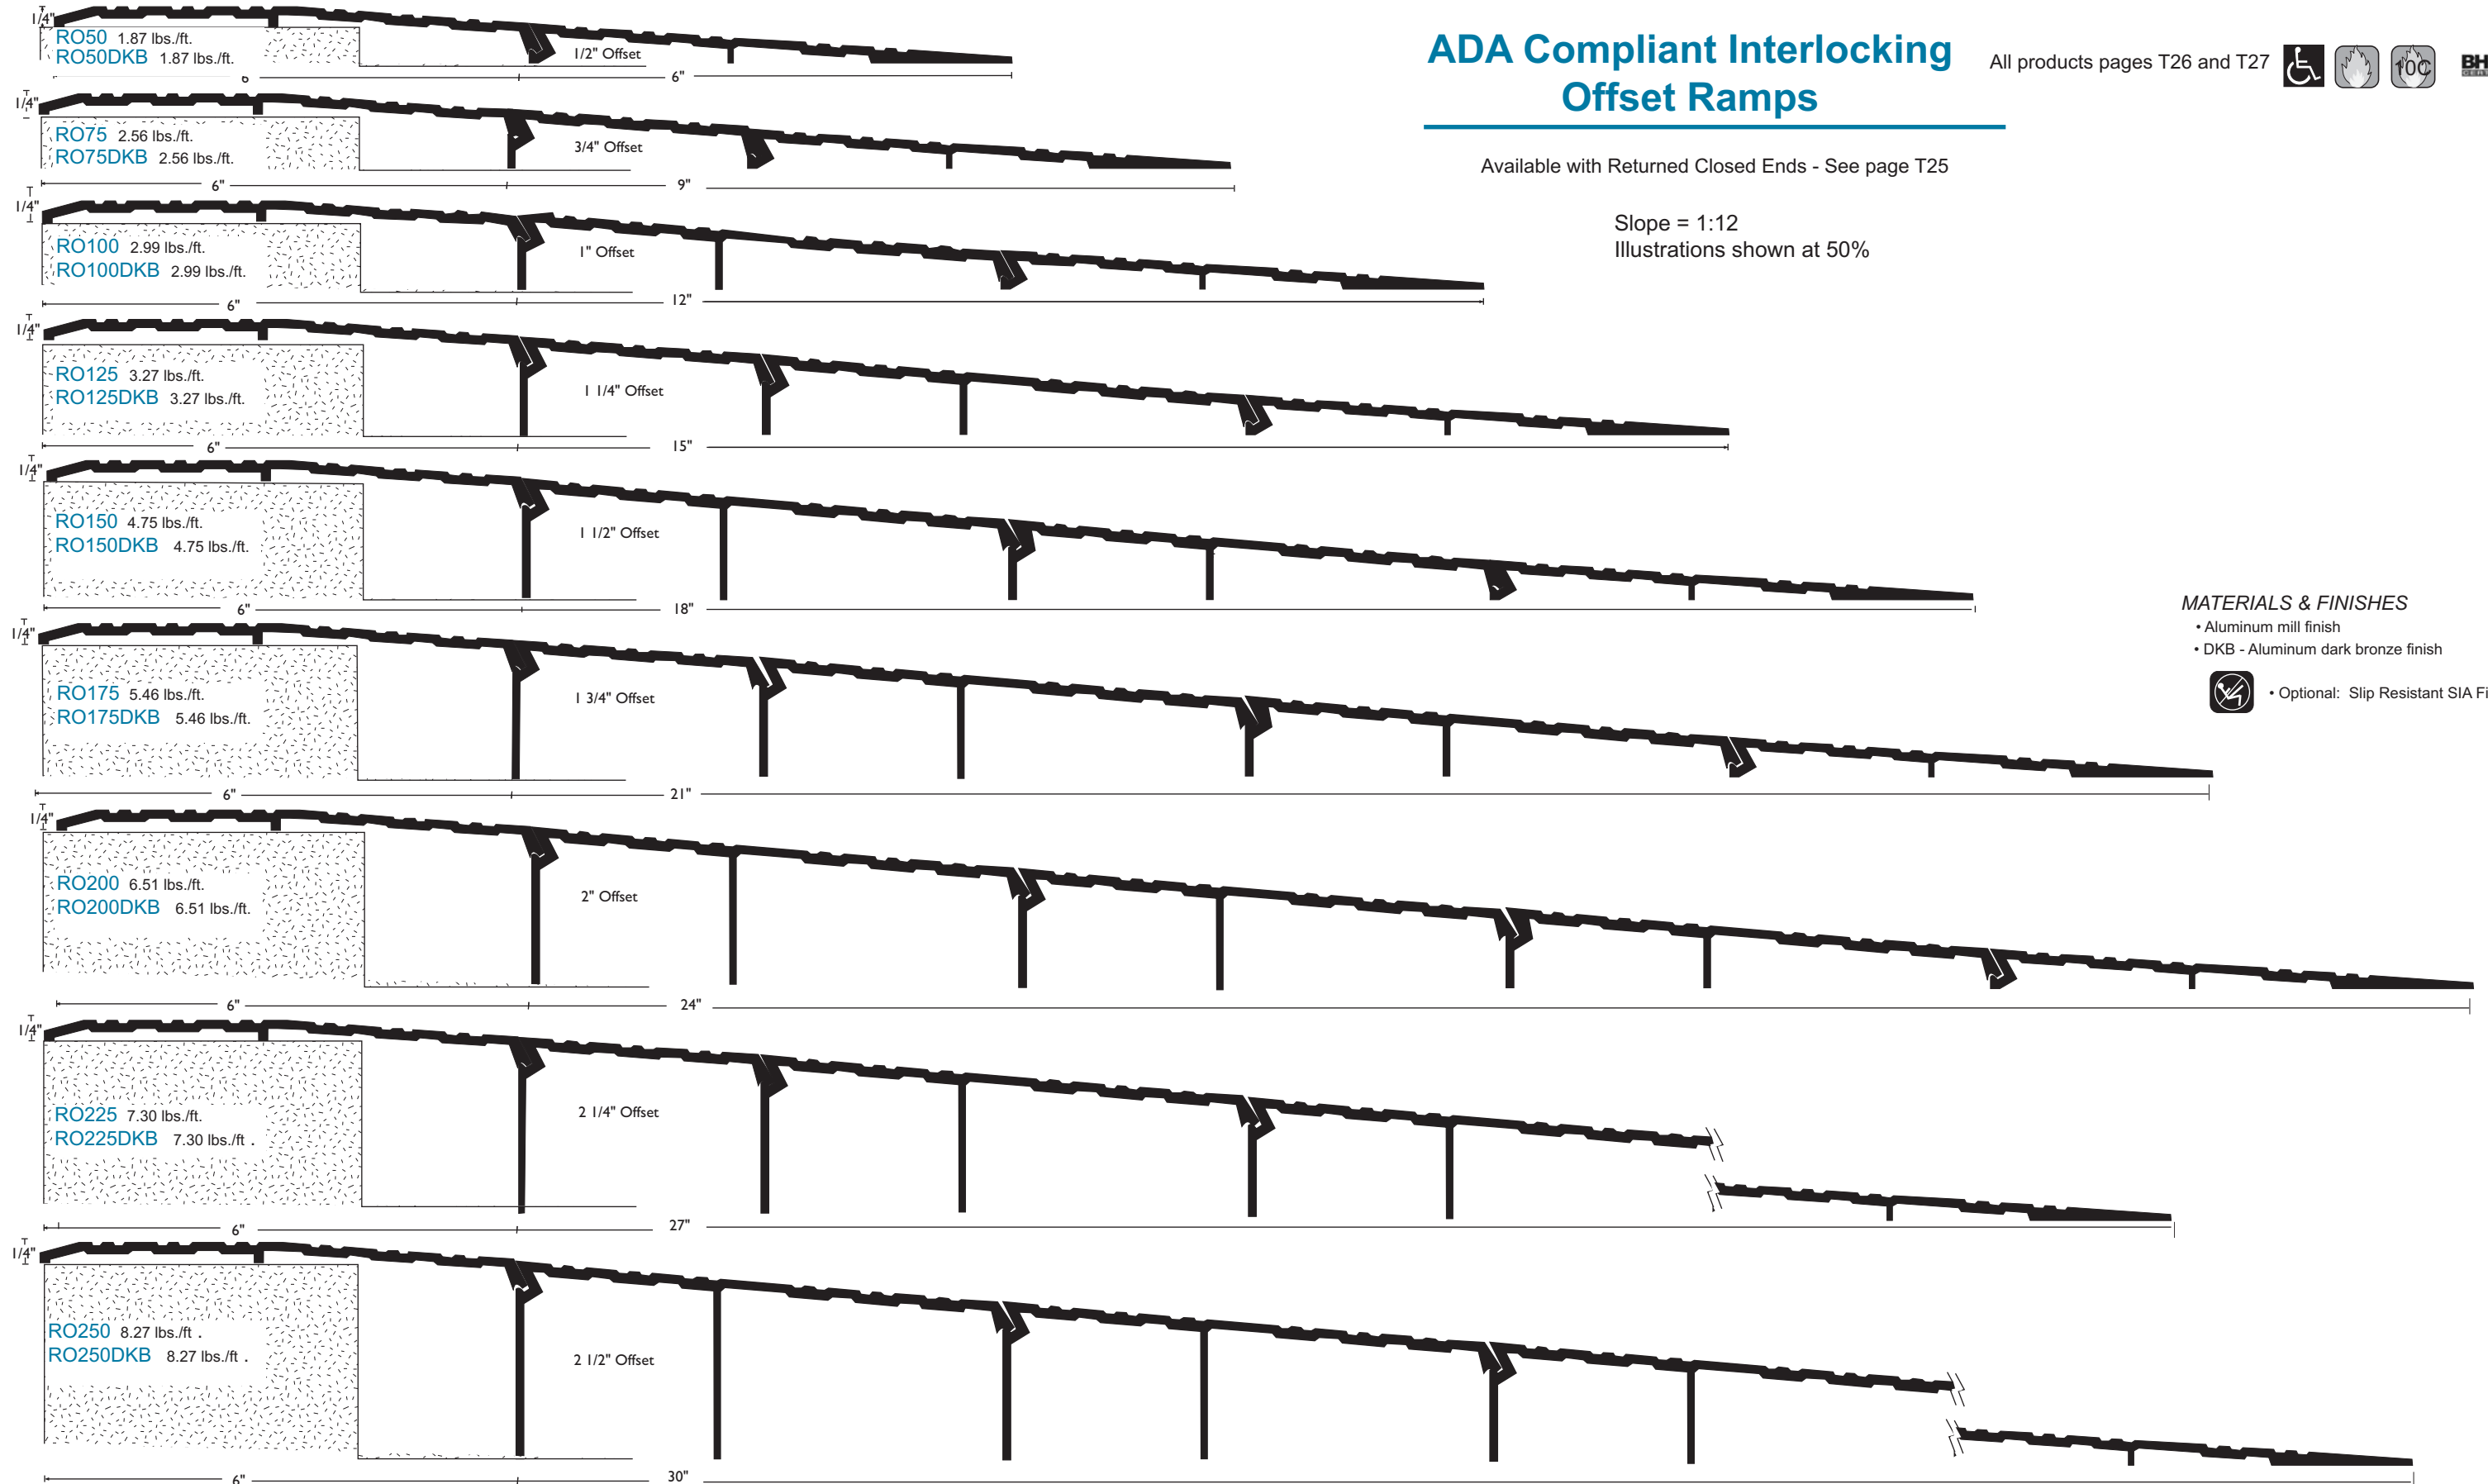 ADA Compliant Interlocking
Offset Ramps
All products pages T26 and T27
10C
BH
Available with Returned Closed Ends - See page T25
Slope = 1:12
Illustrations shown at 50%
1/4"
RO50 1.87 lbs./ft.
RO50DKB 1.87 lbs./ft.
1/2" Offset
6 6"
1/4"
RO75 2.56 lbs./ft.
RO75DKB 2.56 lbs./ft.
3/4" Offset
6" 9"
1/4"
RO100 2.99 lbs./ft.
RO100DKB 2.99 lbs./ft.
1" Offset
6" 12"
1/4"
RO125 3.27 lbs./ft.
RO125DKB 3.27 lbs./ft.
1 1/4" Offset
6" 15"
1/4"
RO150 4.75 lbs./ft.
RO150DKB 4.75 lbs./ft.
1 1/2" Offset
6" 18"
MATERIALS & FINISHES
• Aluminum mill finish
• DKB - Aluminum dark bronze finish
• Optional: Slip Resistant SIA Fi
1/4"
RO175 5.46 lbs./ft.
RO175DKB 5.46 lbs./ft.
1 3/4" Offset
6" 21"
1/4"
RO200 6.51 lbs./ft.
RO200DKB 6.51 lbs./ft.
2" Offset
6" 24"
1/4"
RO225 7.30 lbs./ft.
RO225DKB 7.30 lbs./ft .
2 1/4" Offset
6" 27"
1/4"
RO250 8.27 lbs./ft .
RO250DKB 8.27 lbs./ft .
2 1/2" Offset
6" 30"